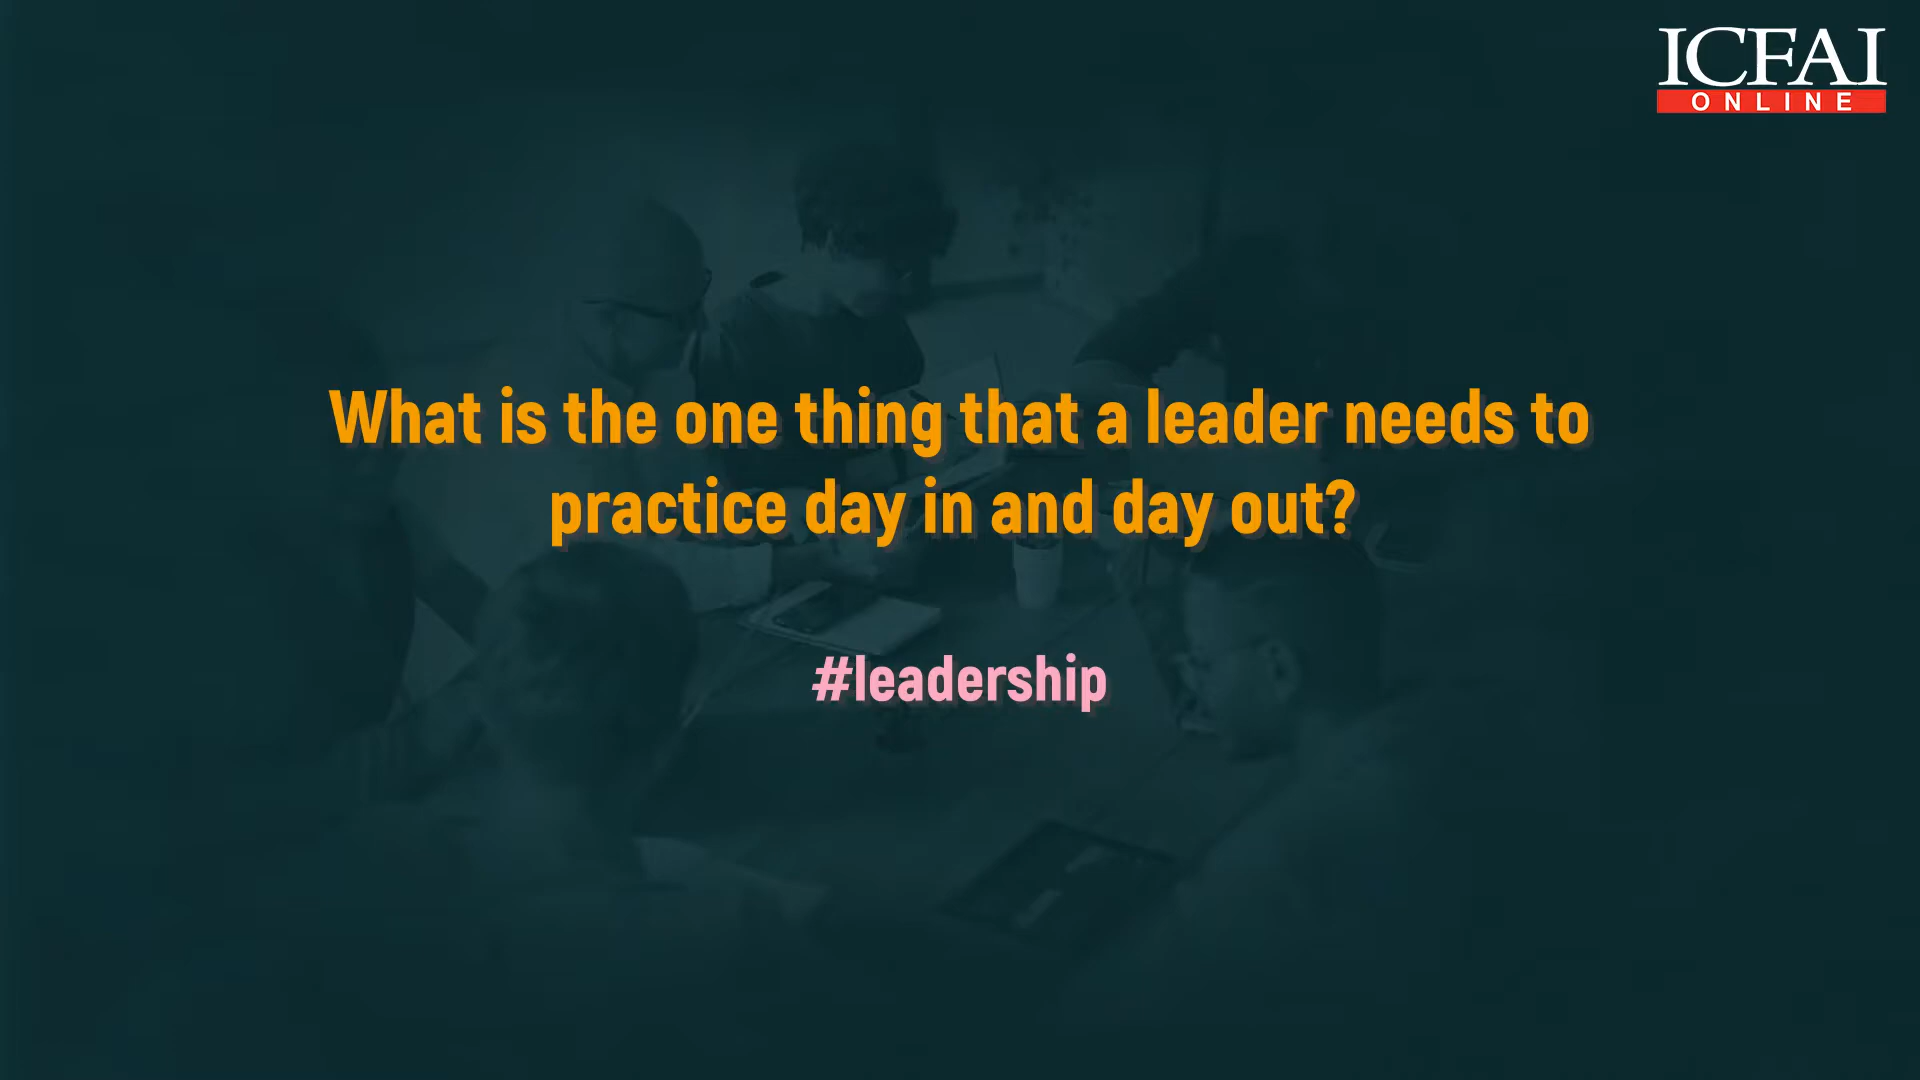 ICFAI
ONLINE
What is the one thing that a leader needs to
practice day in and day out?
#leadership